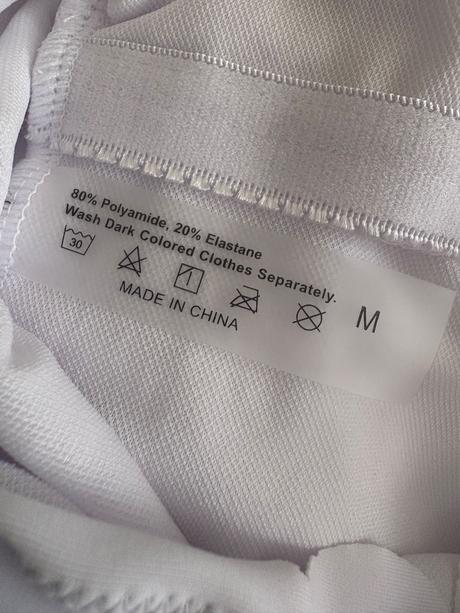 80% Polyamide, 20% Elastane
Wash Dark Colored Clothes Separately.
30
M
MADE IN CHINA